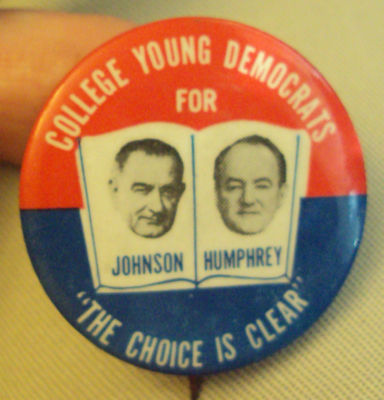 COLLEGE YOUNG DEMOCRATS
FOR
JOHNSON HUMPHREY
"THE CHOICE IS CLEAR"